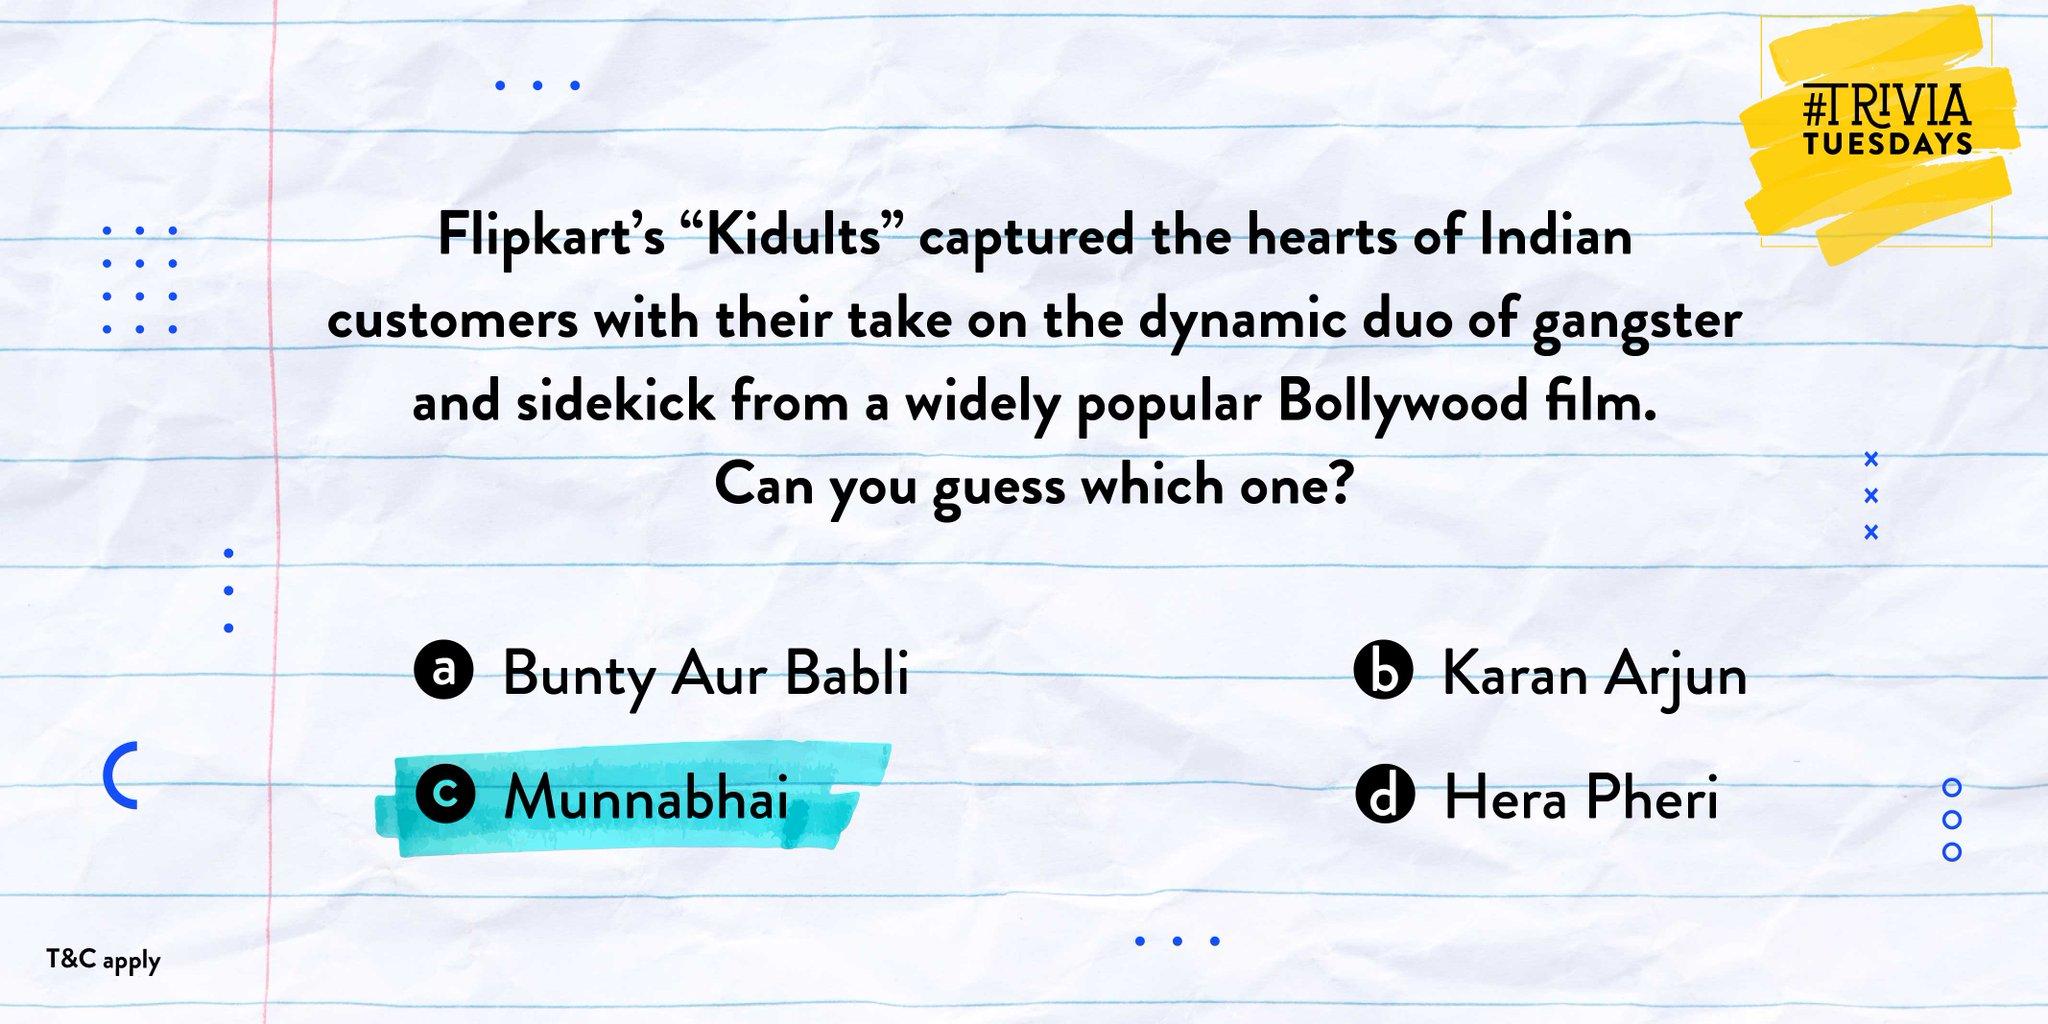 #TRIVIA
TUESDAYS
Flipkart’s “Kidults” captured the hearts of Indian
customers with their take on the dynamic duo of gangster
and sidekick from a widely popular Bollywood film.
Can you guess which one?
a Bunty Aur Babli
b Karan Arjun
c Munnabhai
d Hera Pheri
T&C apply